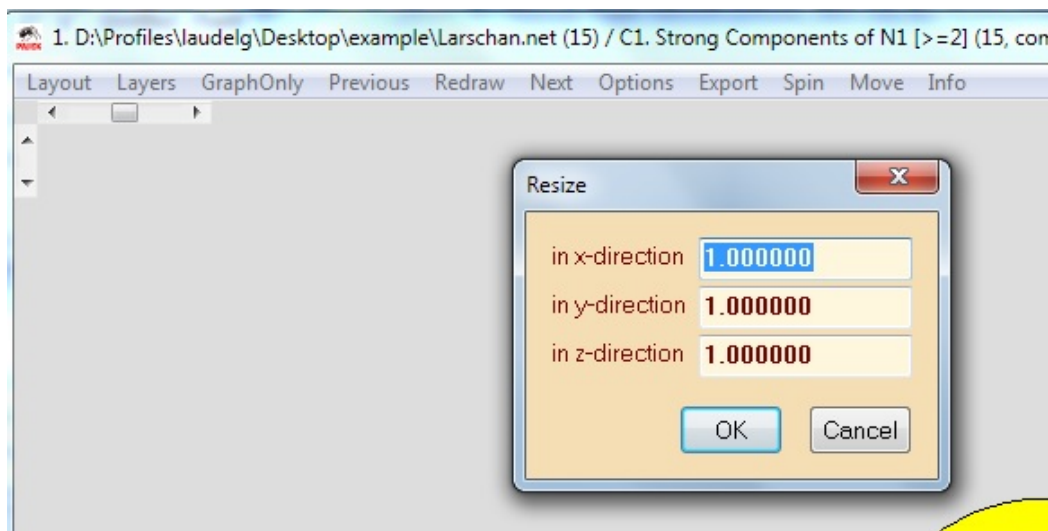 1. D:\Profiles\laudelg\Desktop\example\Larschan.net (15) / C1. Strong Components of N1 [>=2] (15, com
Layout Layers GraphOnly Previous Redraw Next Options Export Spin Move Info
Resize
in x-direction 1.000000
in y-direction 1.000000
in z-direction 1.000000
OK Cancel